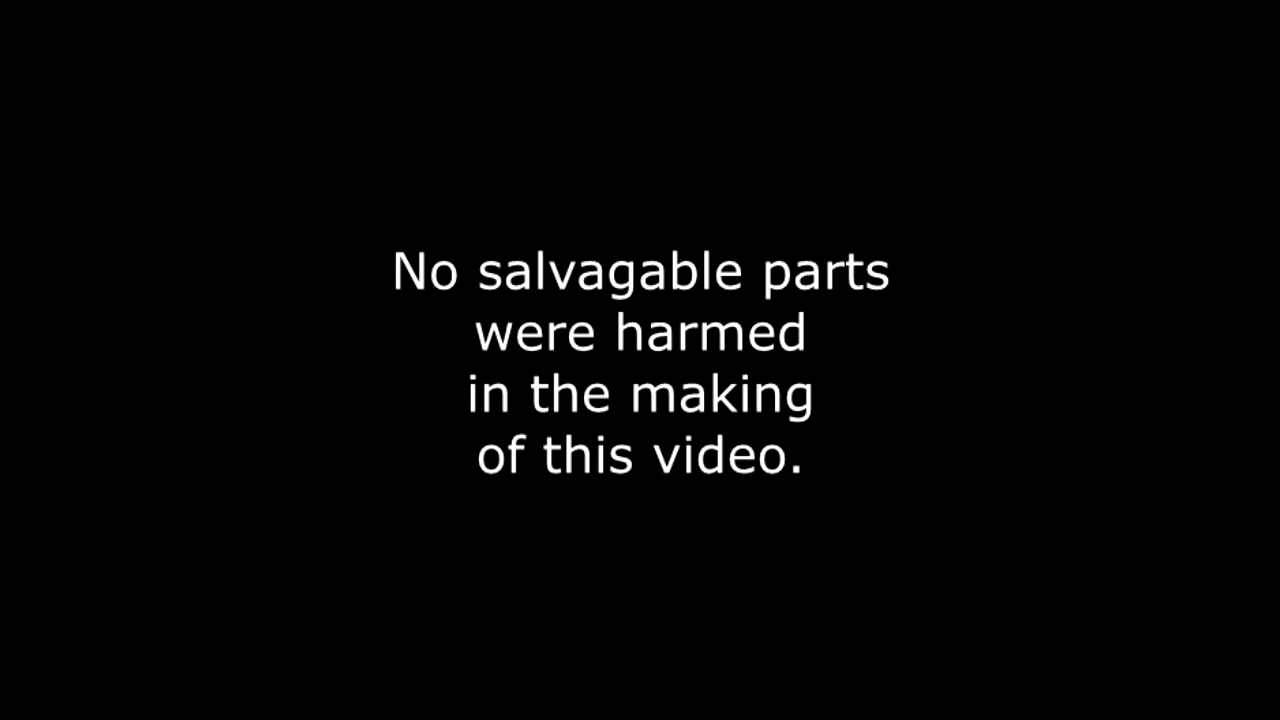 No salvagable parts
were harmed
in the making
of this video.